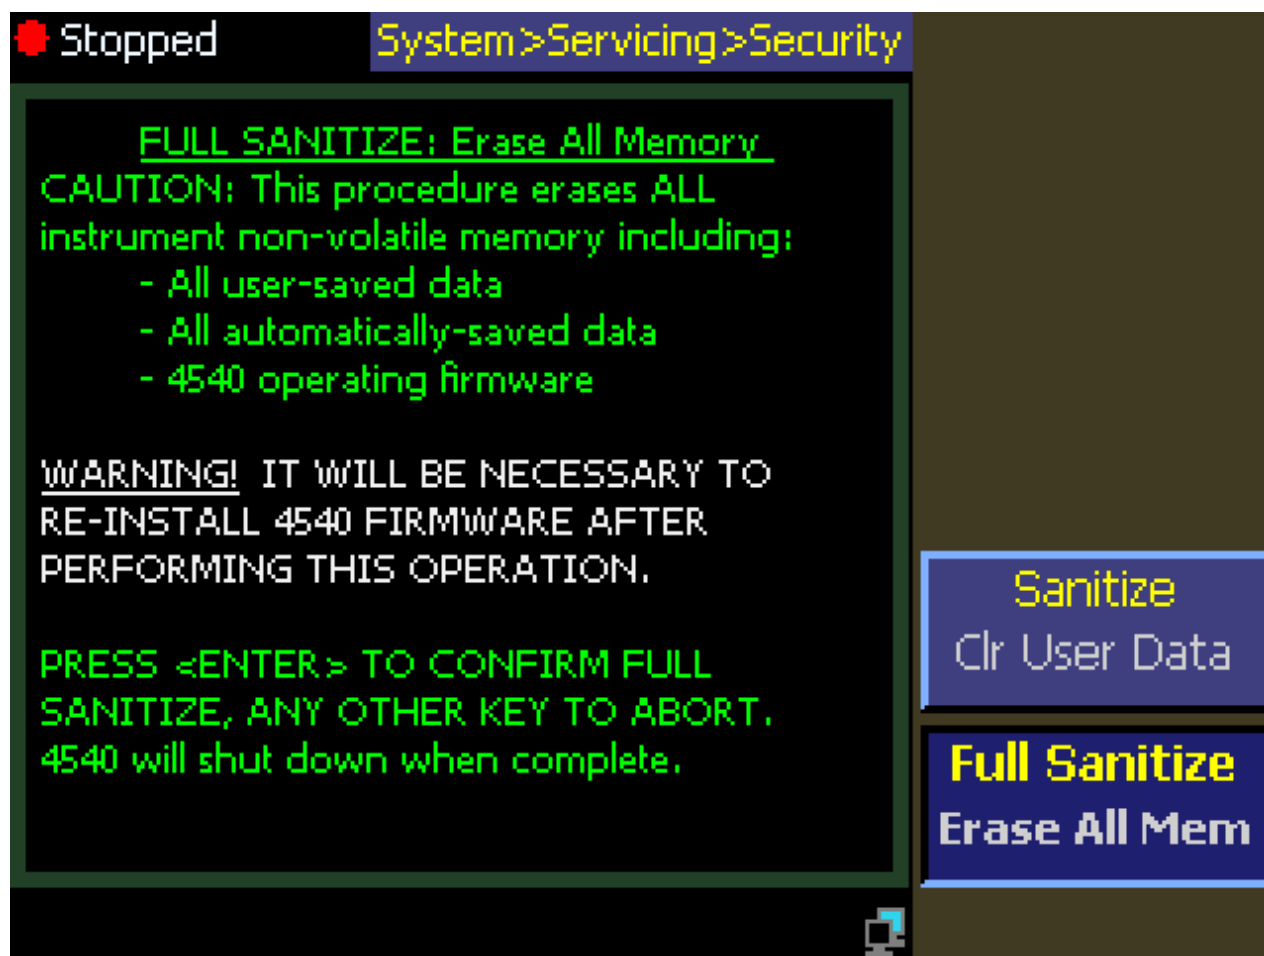 Stopped
System>Servicing>Security
FULL SANITIZE: Erase All Memory
CAUTION: This procedure erases ALL
instrument non-volatile memory including:
- All user-saved data
- All automatically-saved data
- 4540 operating firmware
WARNING! IT WILL BE NECESSARY TO
RE-INSTALL 4540 FIRMWARE AFTER
PERFORMING THIS OPERATION.
PRESS <ENTER> TO CONFIRM FULL
SANITIZE, ANY OTHER KEY TO ABORT.
4540 will shut down when complete.
Sanitize
Clr User Data
Full Sanitize
Erase All Mem